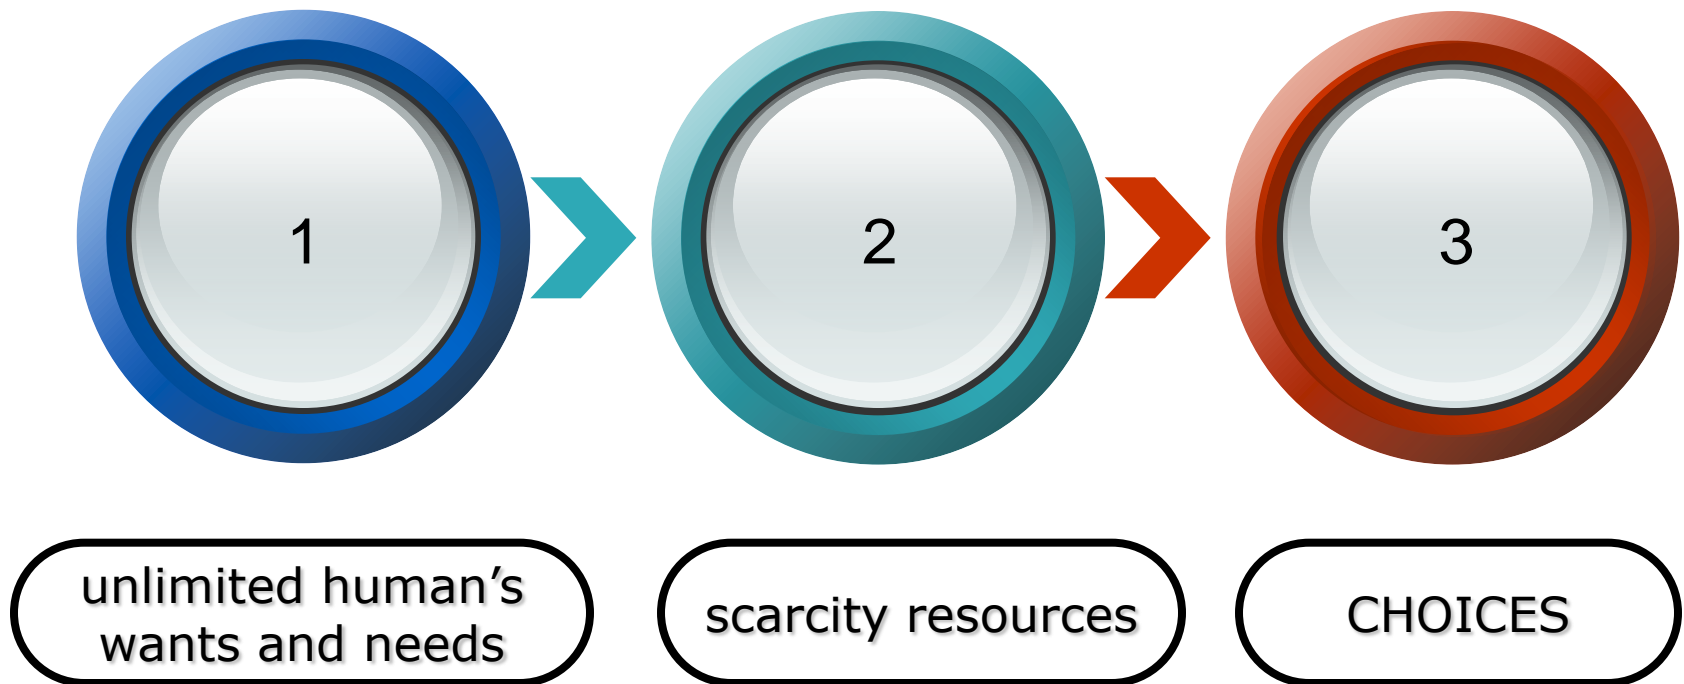 1
2
3
unlimited human’s
wants and needs
scarcity resources
CHOICES